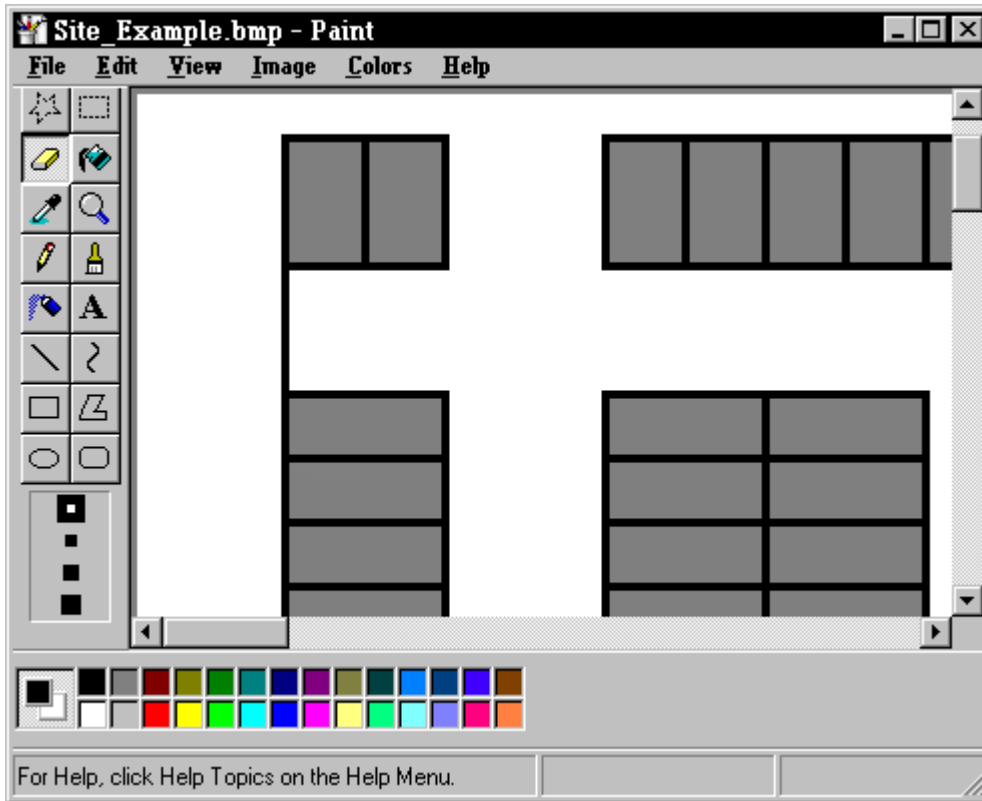 Site_Example.bmp - Paint
File Edit View Image Colors Help
A
For Help, click Help Topics on the Help Menu.